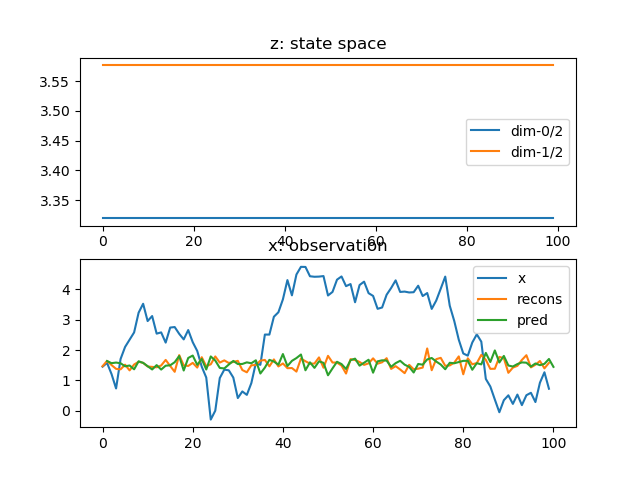 z: state space
3.55
3.50
3.45
3.40
3.35
dim-0/2
dim-1/2
0 20 40 60 80 100
x: observation
4
3
2
1
0
x
recons
pred
0 20 40 60 80 100